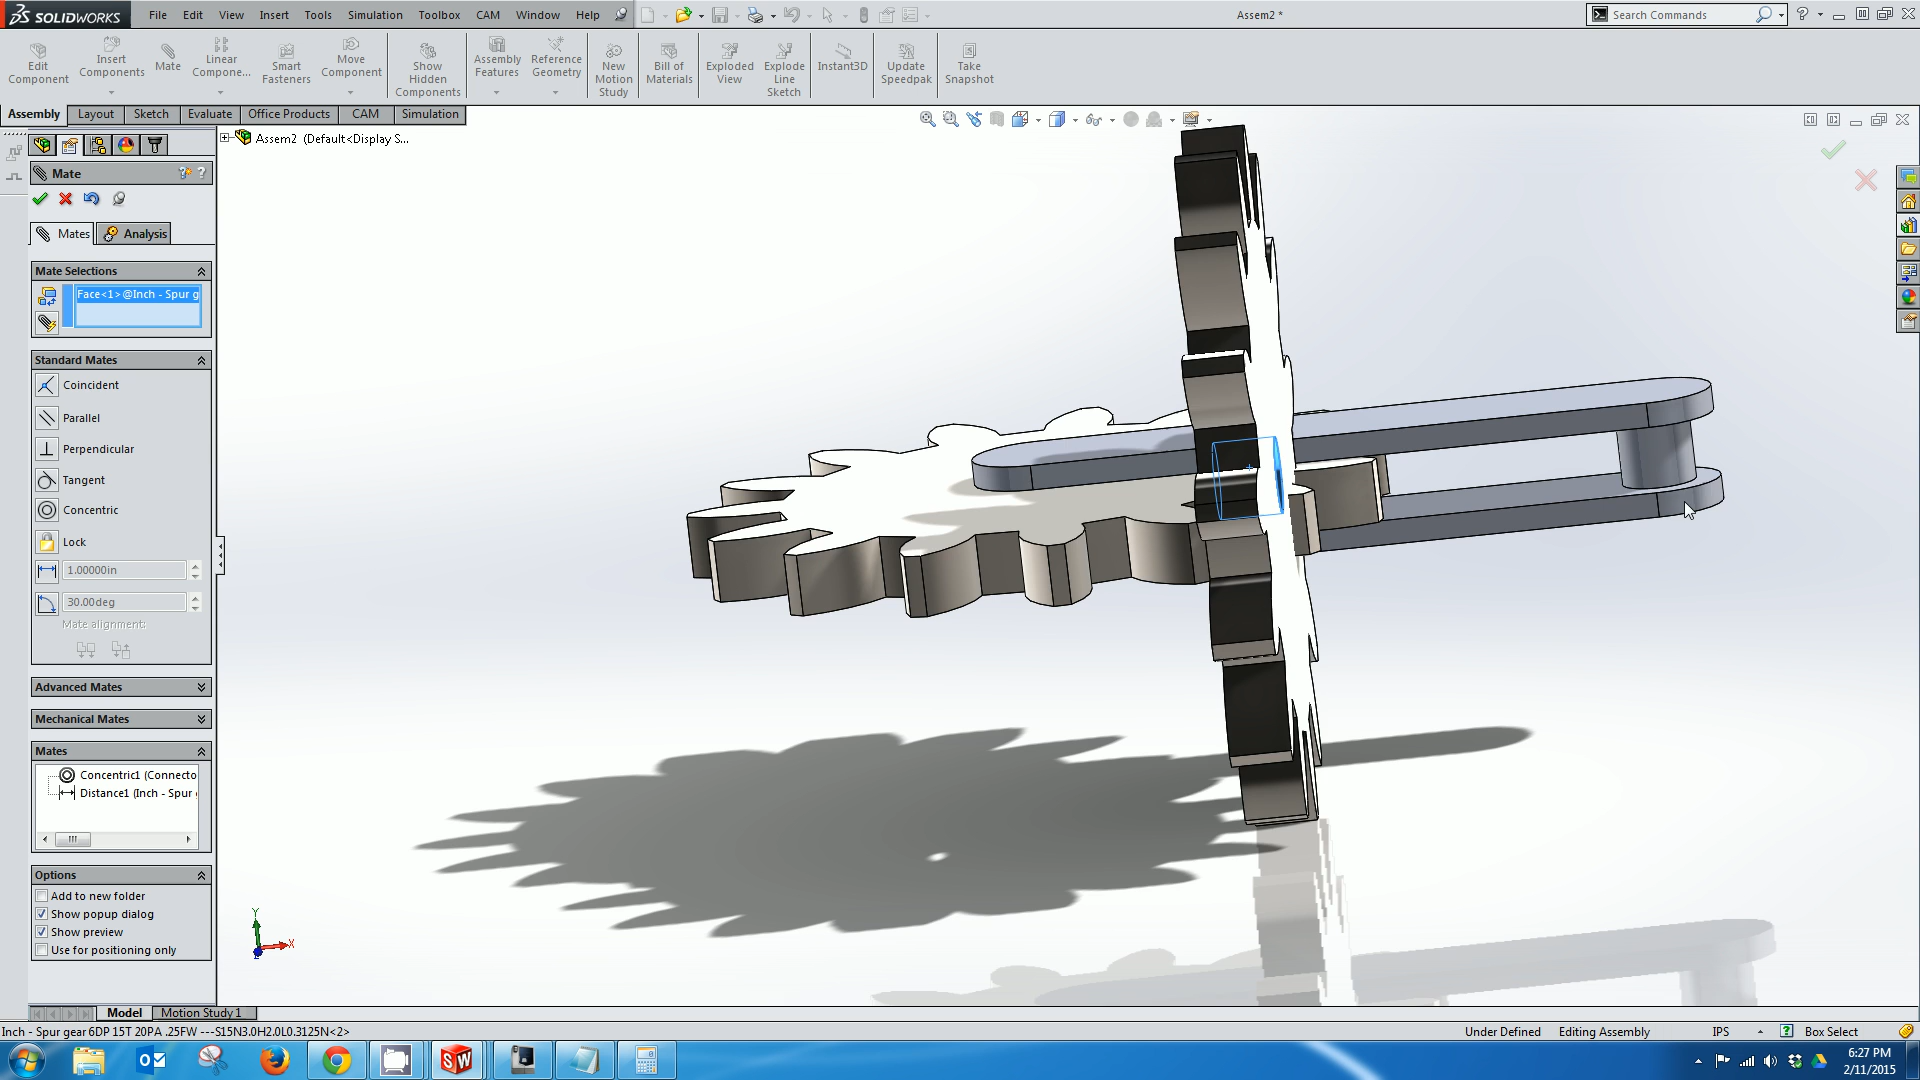 SOLIDWORKS File Edit View Insert Tools Simulation Toolbox CAM Window Help Assem2 * Search Commands
Edit Component
Insert Components
Mate
Linear Compone...
Smart Fasteners
Move Component
Show Hidden Components
Assembly Features
Reference Geometry
New Motion Study
Bill of Materials
Exploded View
Explode Line Sketch
Instant3D
Update Speedpak
Take Snapshot
Assembly Layout Sketch Evaluate Office Products CAM Simulation
Assem2 (Default<Display S...
Mate
Mates Analysis
Mate Selections
Face<1>@Inch - Spur g
Standard Mates
Coincident
Parallel
Perpendicular
Tangent
Concentric
Lock
1.00000in
30.00deg
Mate alignment:
Advanced Mates
Mechanical Mates
Mates
Concentric1 (Connecto
Distance1 (Inch - Spur
Options
Add to new folder
Show popup dialog
Show preview
Use for positioning only
Y
X
Z
Model Motion Study 1
Inch - Spur gear 6DP 15T 20PA .25FW ---S15N3.0H2.0L0.3125N<2> Under Defined Editing Assembly IPS Box Select
SW
6:27 PM
2/11/2015